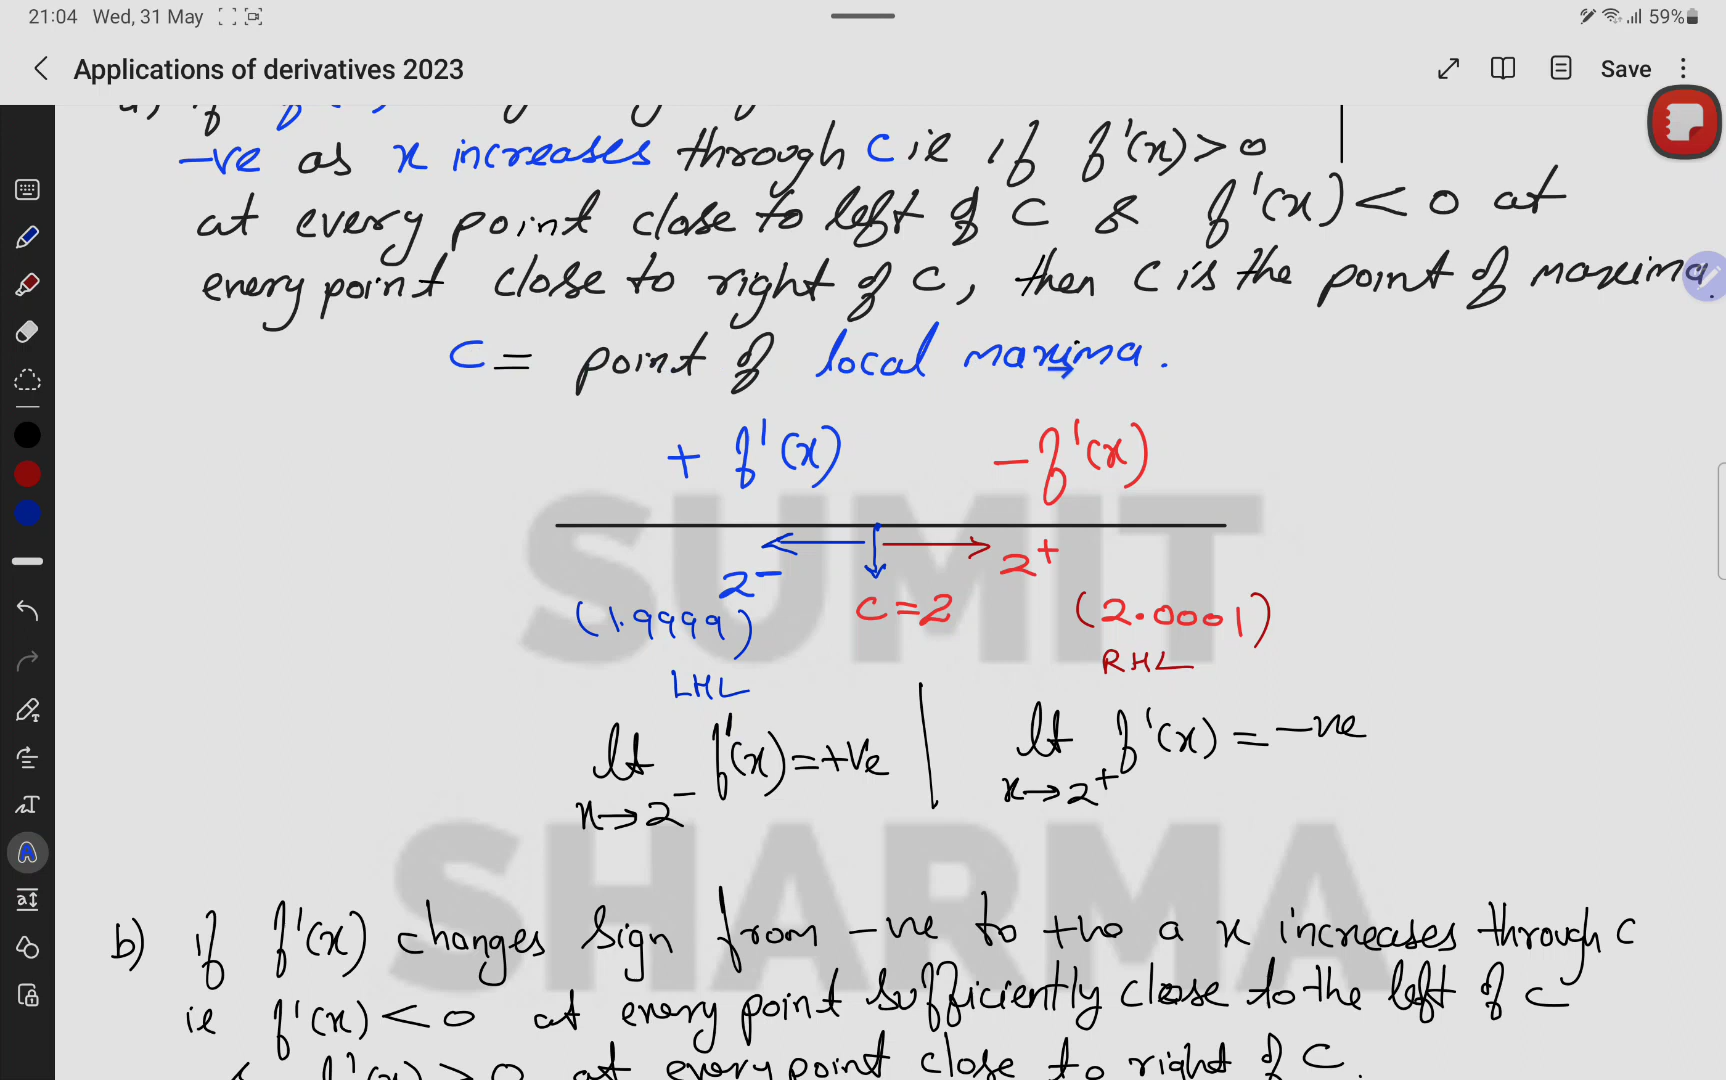 21:04 Wed, 31 May 59%
Applications of derivatives 2023 Save
-ve as x increases through c ie if f'(x) > 0
at every point close to left of C & f'(x) < 0 at
every point close to right of C, then C is the point of maxima.
C = point of local maxima.
+ f'(x) - f'(x)
2⁻ 2⁺
(1.9999) C = 2 (2.0001)
LHL RHL
lt f'(x) = +ve lt f'(x) = -ve
x→2⁻ x→2⁺
SUMIT
SHARMA
b) if f'(x) changes sign from -ve to +ve a x increases through c
ie f'(x) < 0 at every point sufficiently close to the left of c
f'(x) > 0 at every point close to right of C.